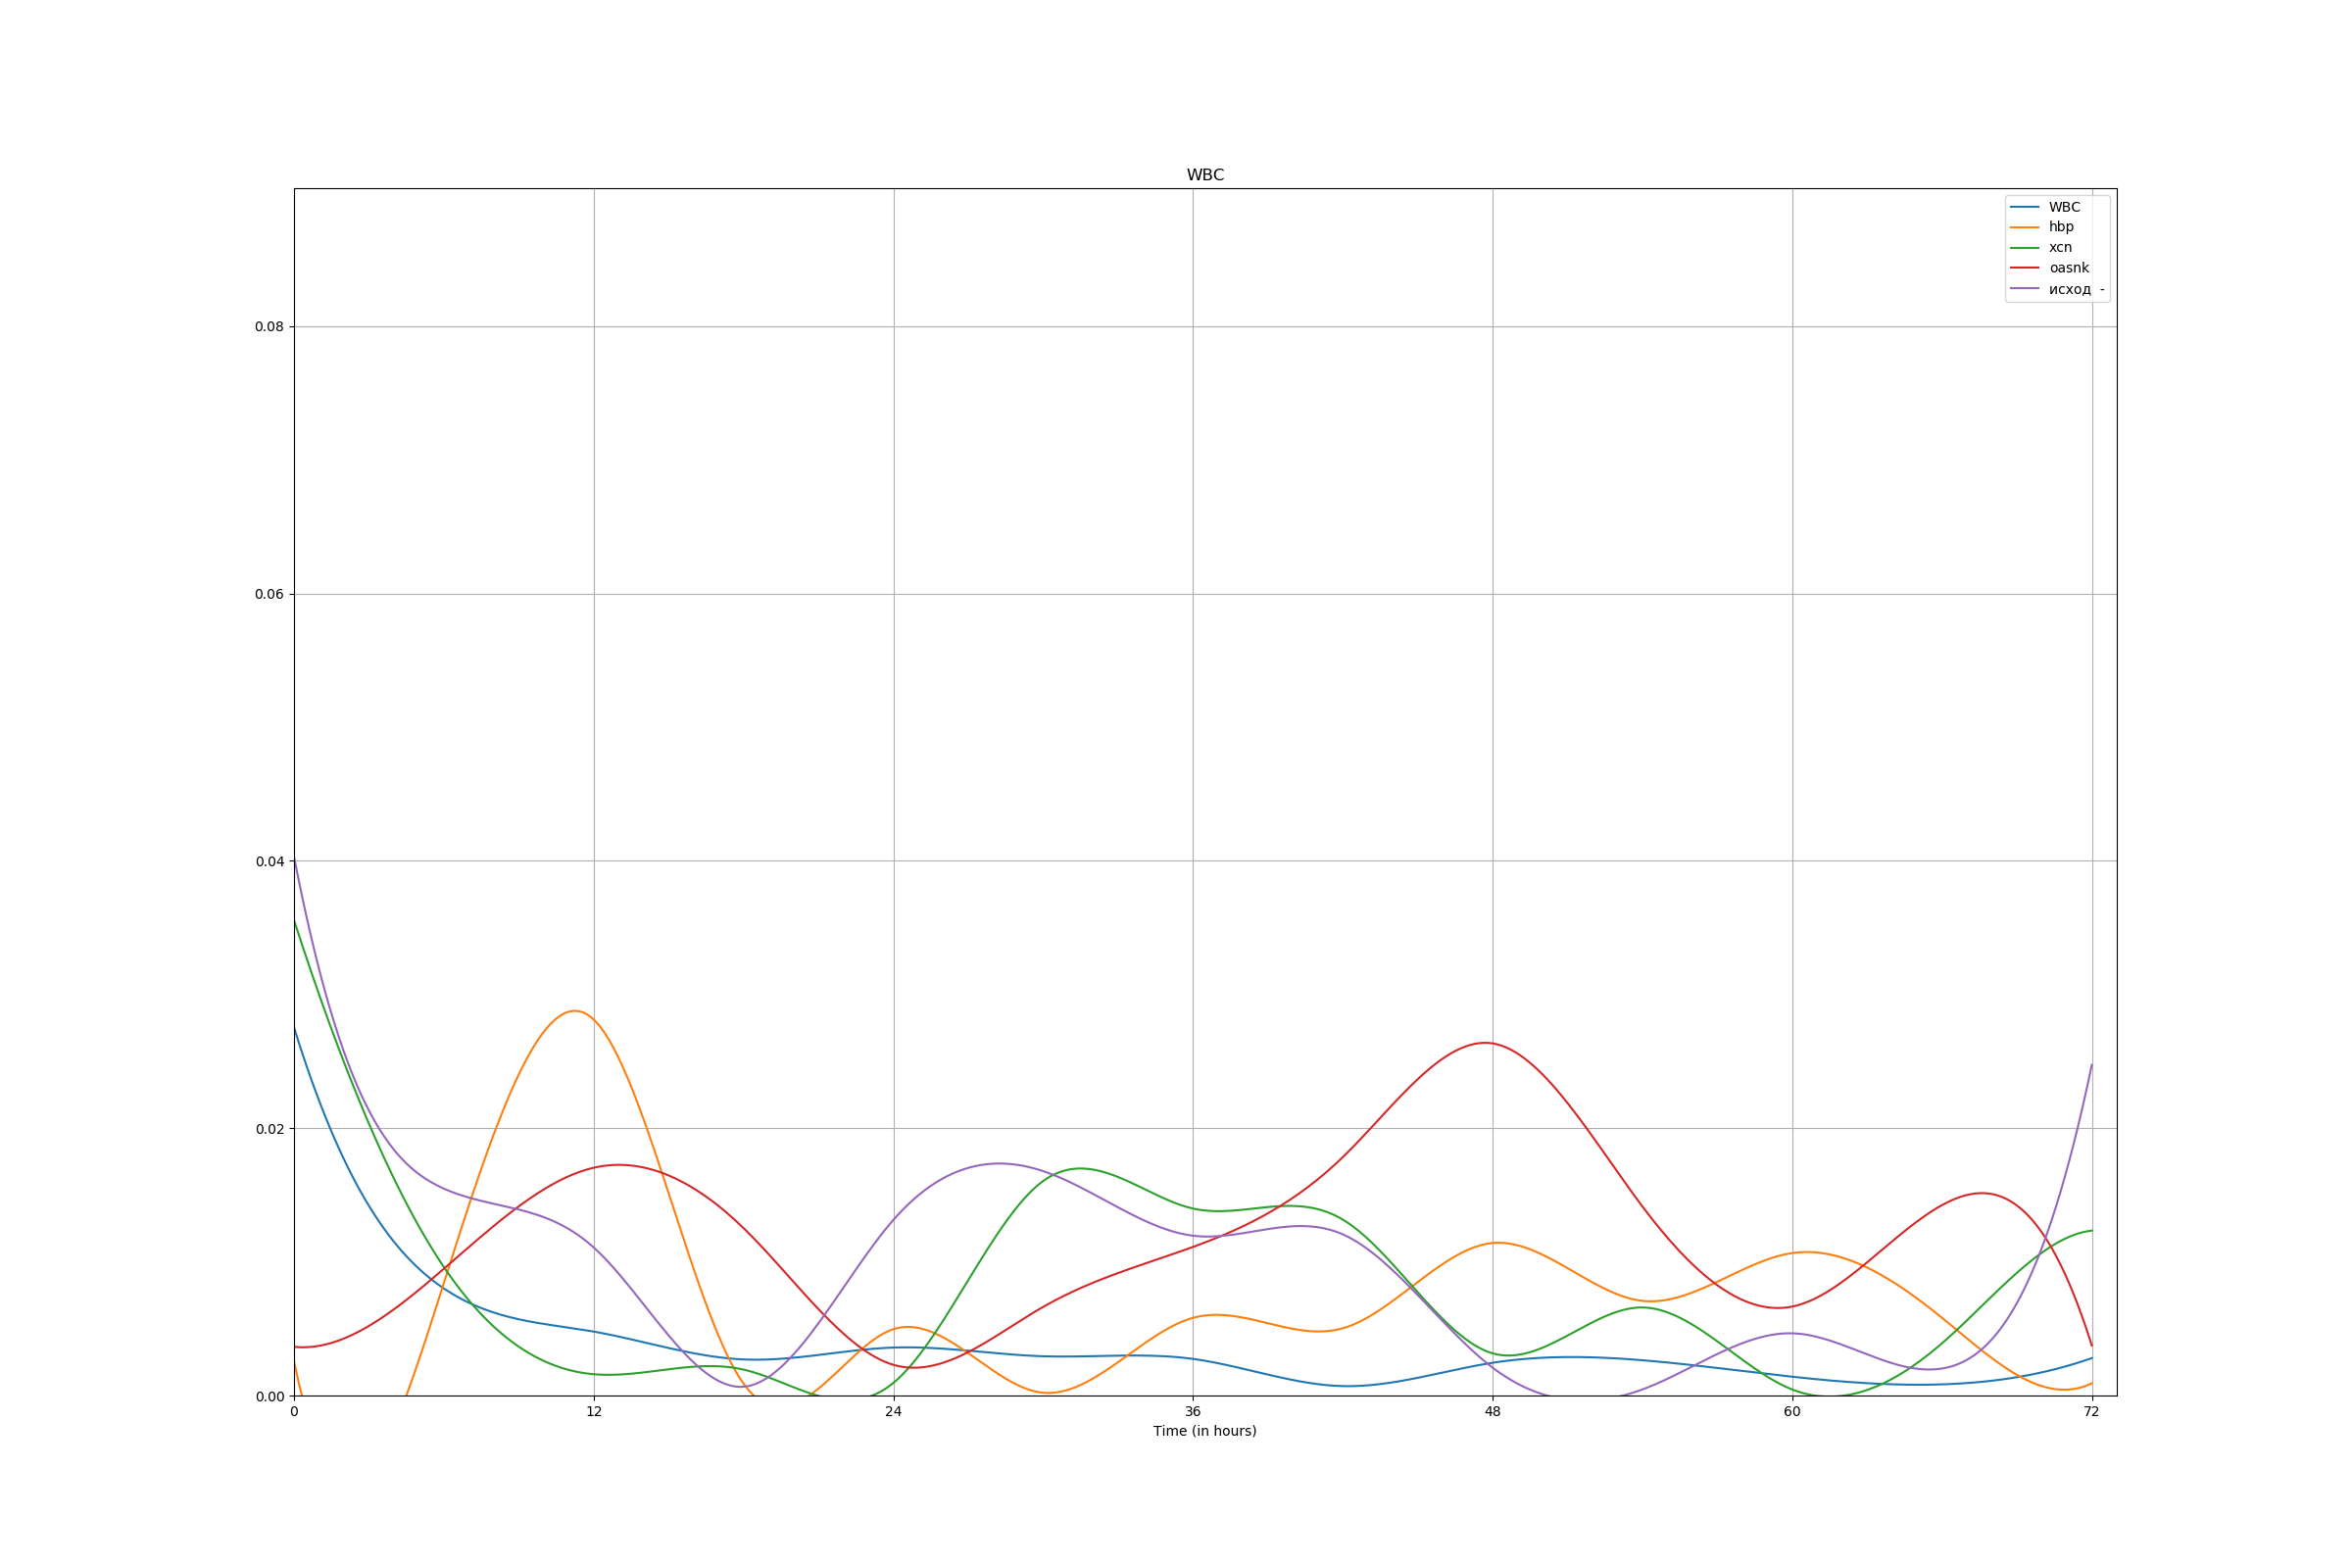 WBC
WBC
hbp
xcn
oasnk
исход -
0.08
0.06
0.04
0.02
0.00
0 12 24 36 48 60 72
Time (in hours)